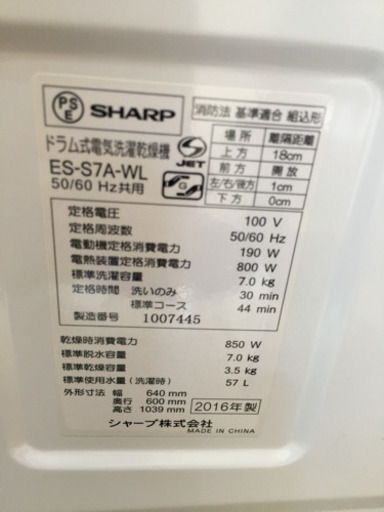 PS E SHARP
ドラム式電気洗濯乾燥機
ES-S7A-WL
50/60 Hz共用
JET
消防法 基準適合 組込形
場所 離隔距離
上方 18cm
前方 開放
左/右/後方 1cm
下方 0cm
定格電圧 100 V
定格周波数 50/60 Hz
電動機定格消費電力 190 W
電熱装置定格消費電力 800 W
標準洗濯容量 7.0 kg
定格時間 洗いのみ 30 min
標準コース 44 min
製造番号 1007445
乾燥時消費電力 850 W
標準脱水容量 7.0 kg
標準乾燥容量 3.5 kg
標準使用水量(洗濯時) 57 L
外形寸法 幅 640 mm
奥行 600 mm
高さ 1039 mm
2016年製
シャープ株式会社
MADE IN CHINA